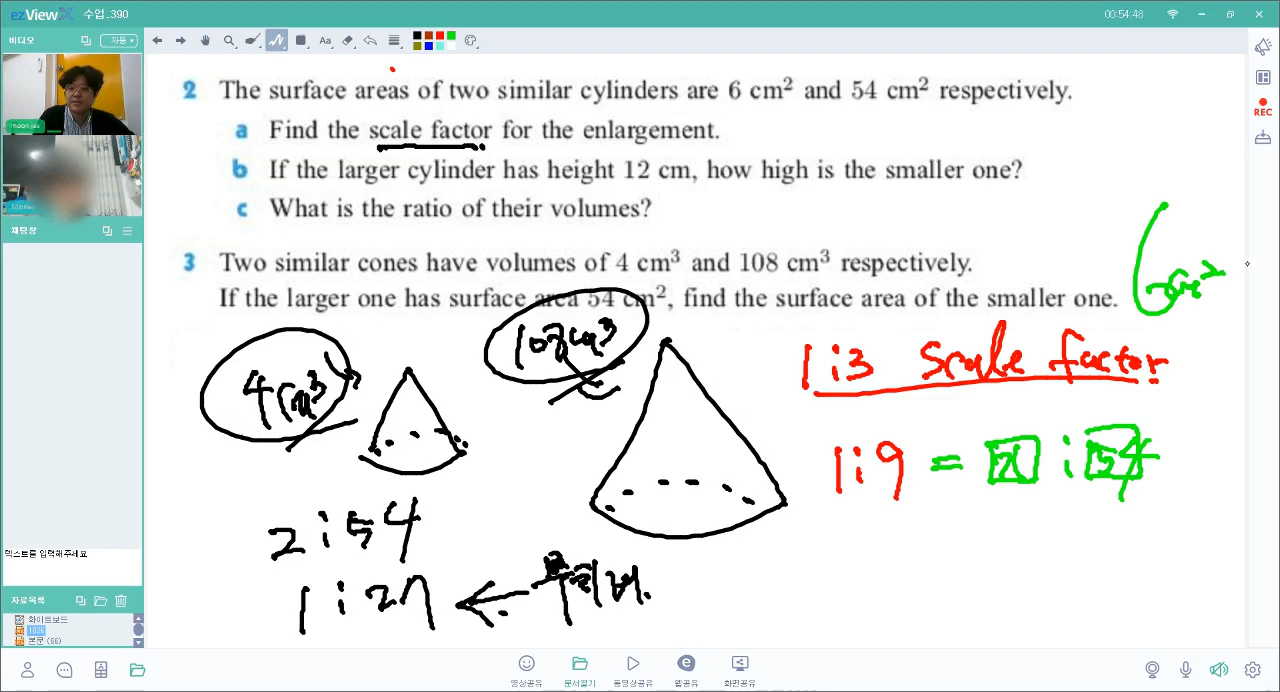 ezView X 수업_390
00:54:48
비디오
자동
Aa
REC
moon jee
채팅창
텍스트를 입력해주세요
자료목록
화이트보드
1026
본문 (66)
2 The surface areas of two similar cylinders are 6 cm² and 54 cm² respectively.
a Find the scale factor for the enlargement.
b If the larger cylinder has height 12 cm, how high is the smaller one?
c What is the ratio of their volumes?
3 Two similar cones have volumes of 4 cm³ and 108 cm³ respectively.
If the larger one has surface area 54 cm², find the surface area of the smaller one.
6cm²
4cm³
108cm³
1:3 Scale factor
1:9 = x : 54
2:54
1:27 ← 부피비.
영상공유
문서열기
동영상공유
웹공유
화면공유